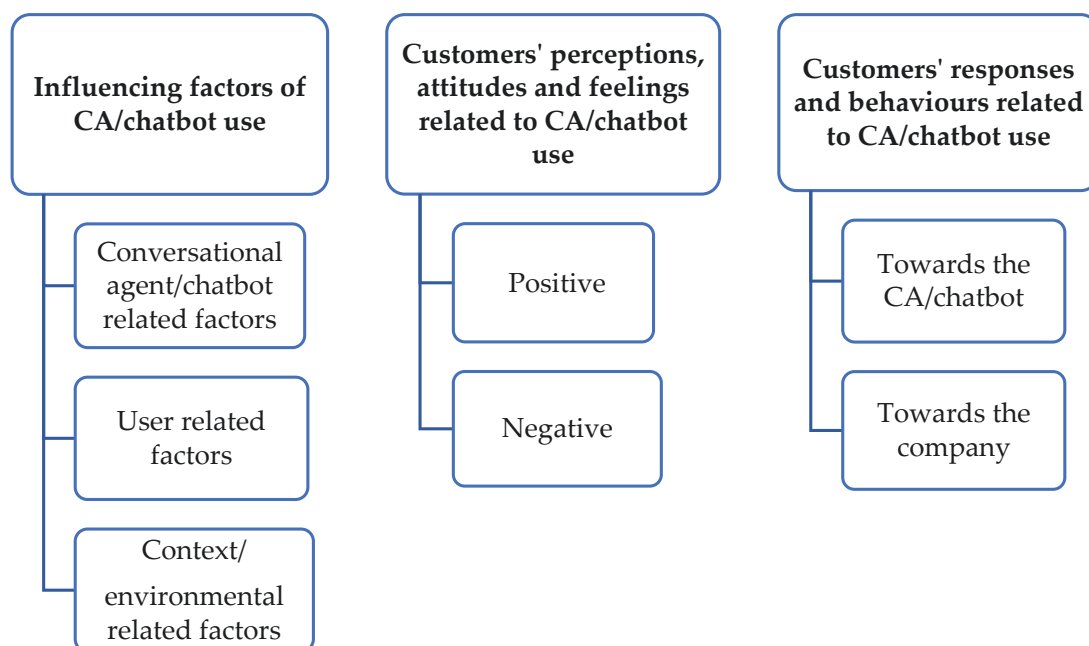 Influencing factors of
CA/chatbot use
Conversational
agent/chatbot
related factors
User related
factors
Context/
environmental
related factors
Customers' perceptions,
attitudes and feelings
related to CA/chatbot
use
Positive
Negative
Customers' responses
and behaviours related
to CA/chatbot use
Towards the
CA/chatbot
Towards the
company